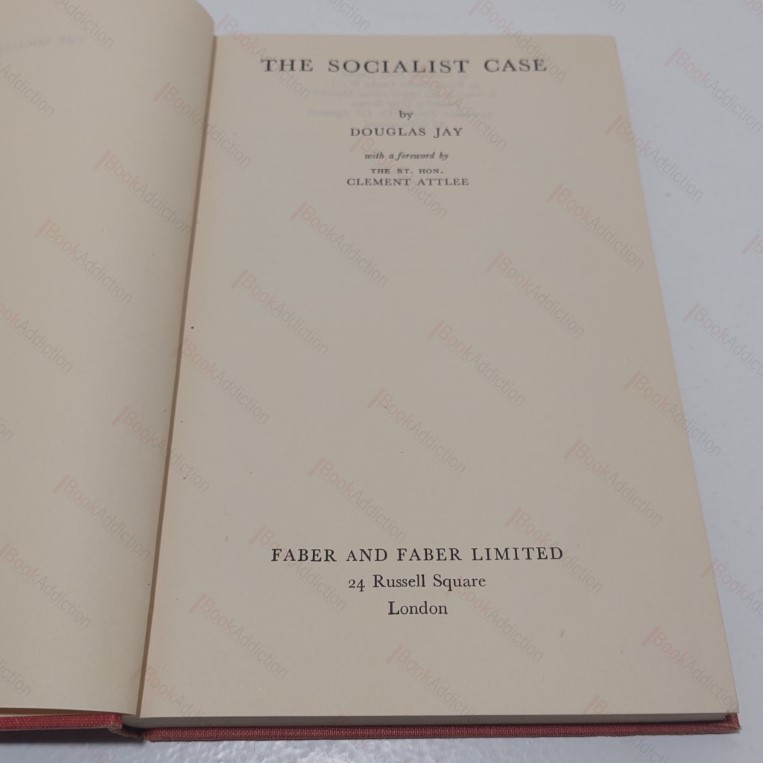 THE SOCIALIST CASE
by
DOUGLAS JAY
with a foreword by
THE RT. HON.
CLEMENT ATTLEE
FABER AND FABER LIMITED
24 Russell Square
London
BookAddiction